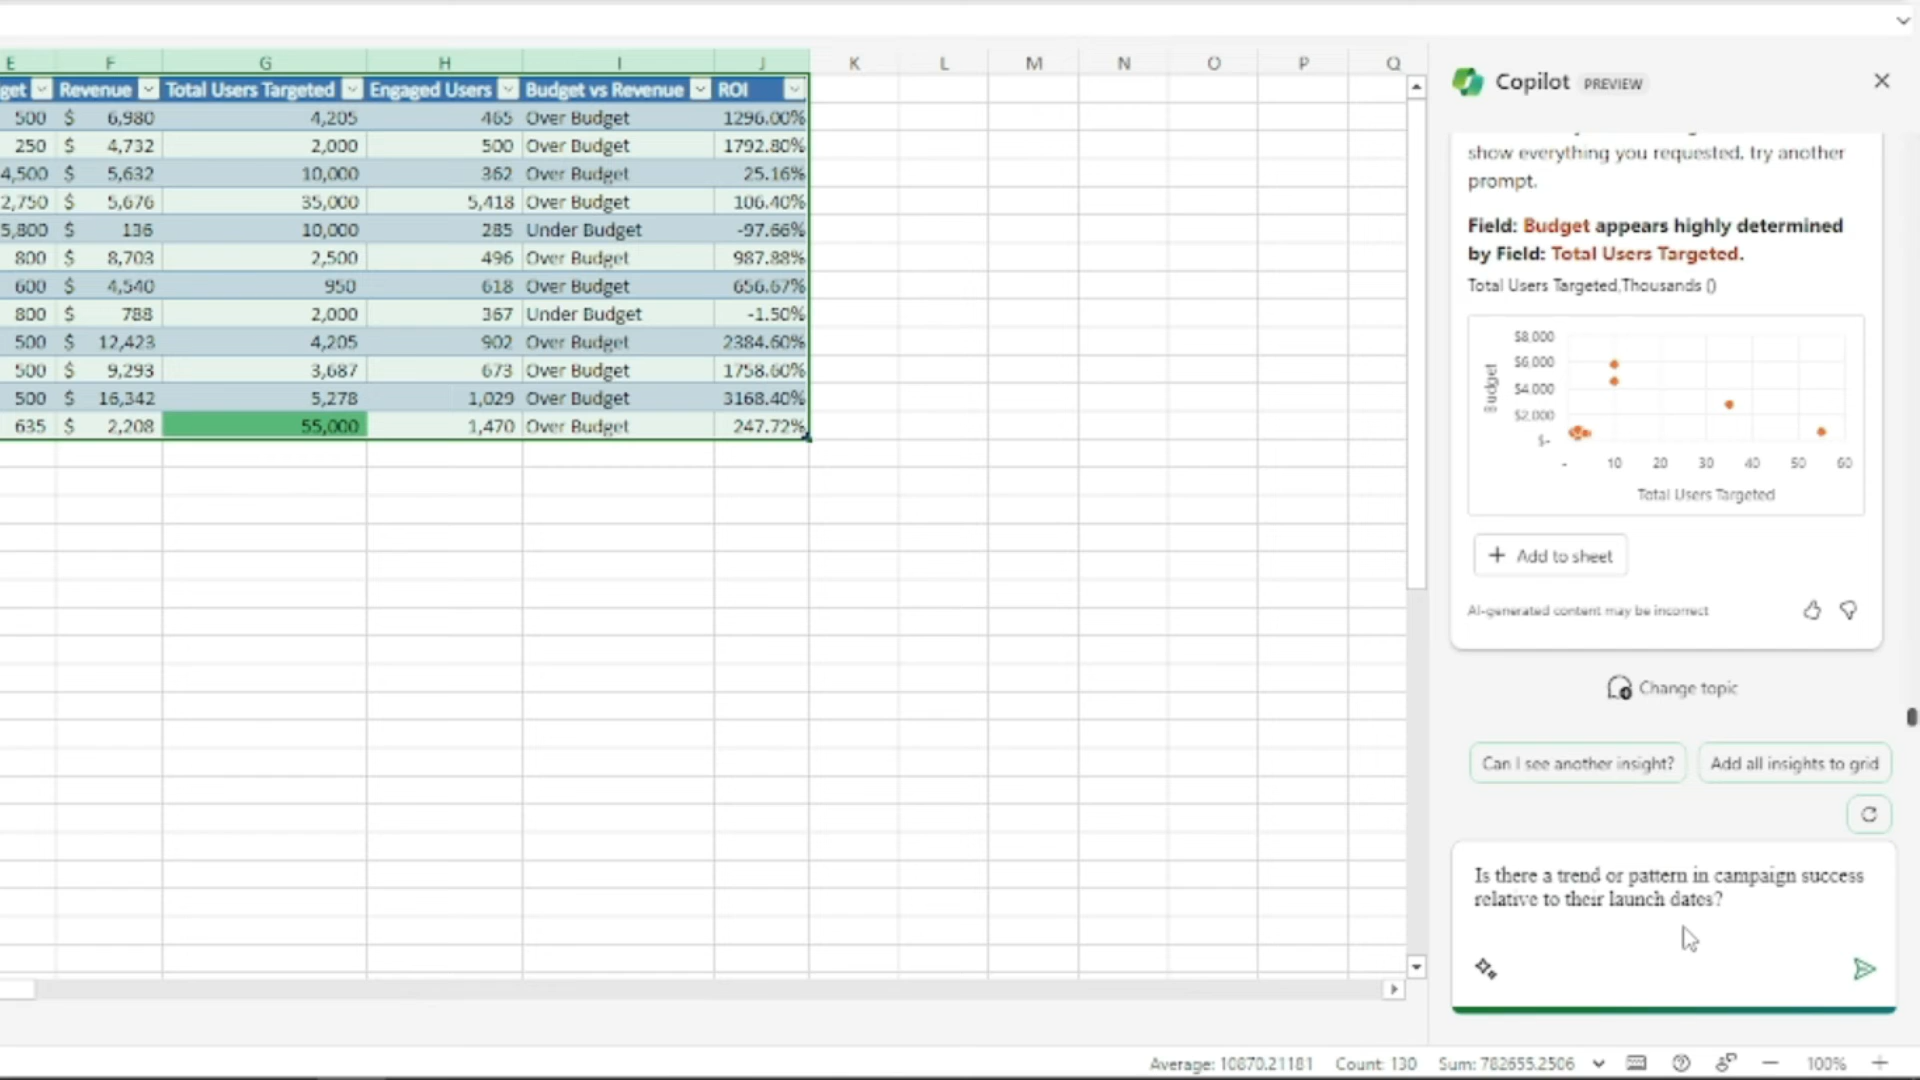 E F G H I J K L M N O P Q
get Revenue Total Users Targeted Engaged Users Budget vs Revenue ROI
500 $ 6,980 4,205 465 Over Budget 1296.00%
250 $ 4,732 2,000 500 Over Budget 1792.80%
4,500 $ 5,632 10,000 362 Over Budget 25.16%
2,750 $ 5,676 35,000 5,418 Over Budget 106.40%
5,800 $ 136 10,000 285 Under Budget -97.66%
800 $ 8,703 2,500 496 Over Budget 987.88%
600 $ 4,540 950 618 Over Budget 656.67%
800 $ 788 2,000 367 Under Budget -1.50%
500 $ 12,423 4,205 902 Over Budget 2384.60%
500 $ 9,293 3,687 673 Over Budget 1758.60%
500 $ 16,342 5,278 1,029 Over Budget 3168.40%
635 $ 2,208 55,000 1,470 Over Budget 247.72%
Copilot PREVIEW
show everything you requested, try another
prompt.
Field: Budget appears highly determined
by Field: Total Users Targeted.
Total Users Targeted,Thousands ()
Budget
$8,000
$6,000
$4,000
$2,000
$-
- 10 20 30 40 50 60
Total Users Targeted
+ Add to sheet
AI-generated content may be incorrect
Change topic
Can I see another insight?
Add all insights to grid
Is there a trend or pattern in campaign success
relative to their launch dates?
Average: 10870.21181 Count: 130 Sum: 782655.2506 100%